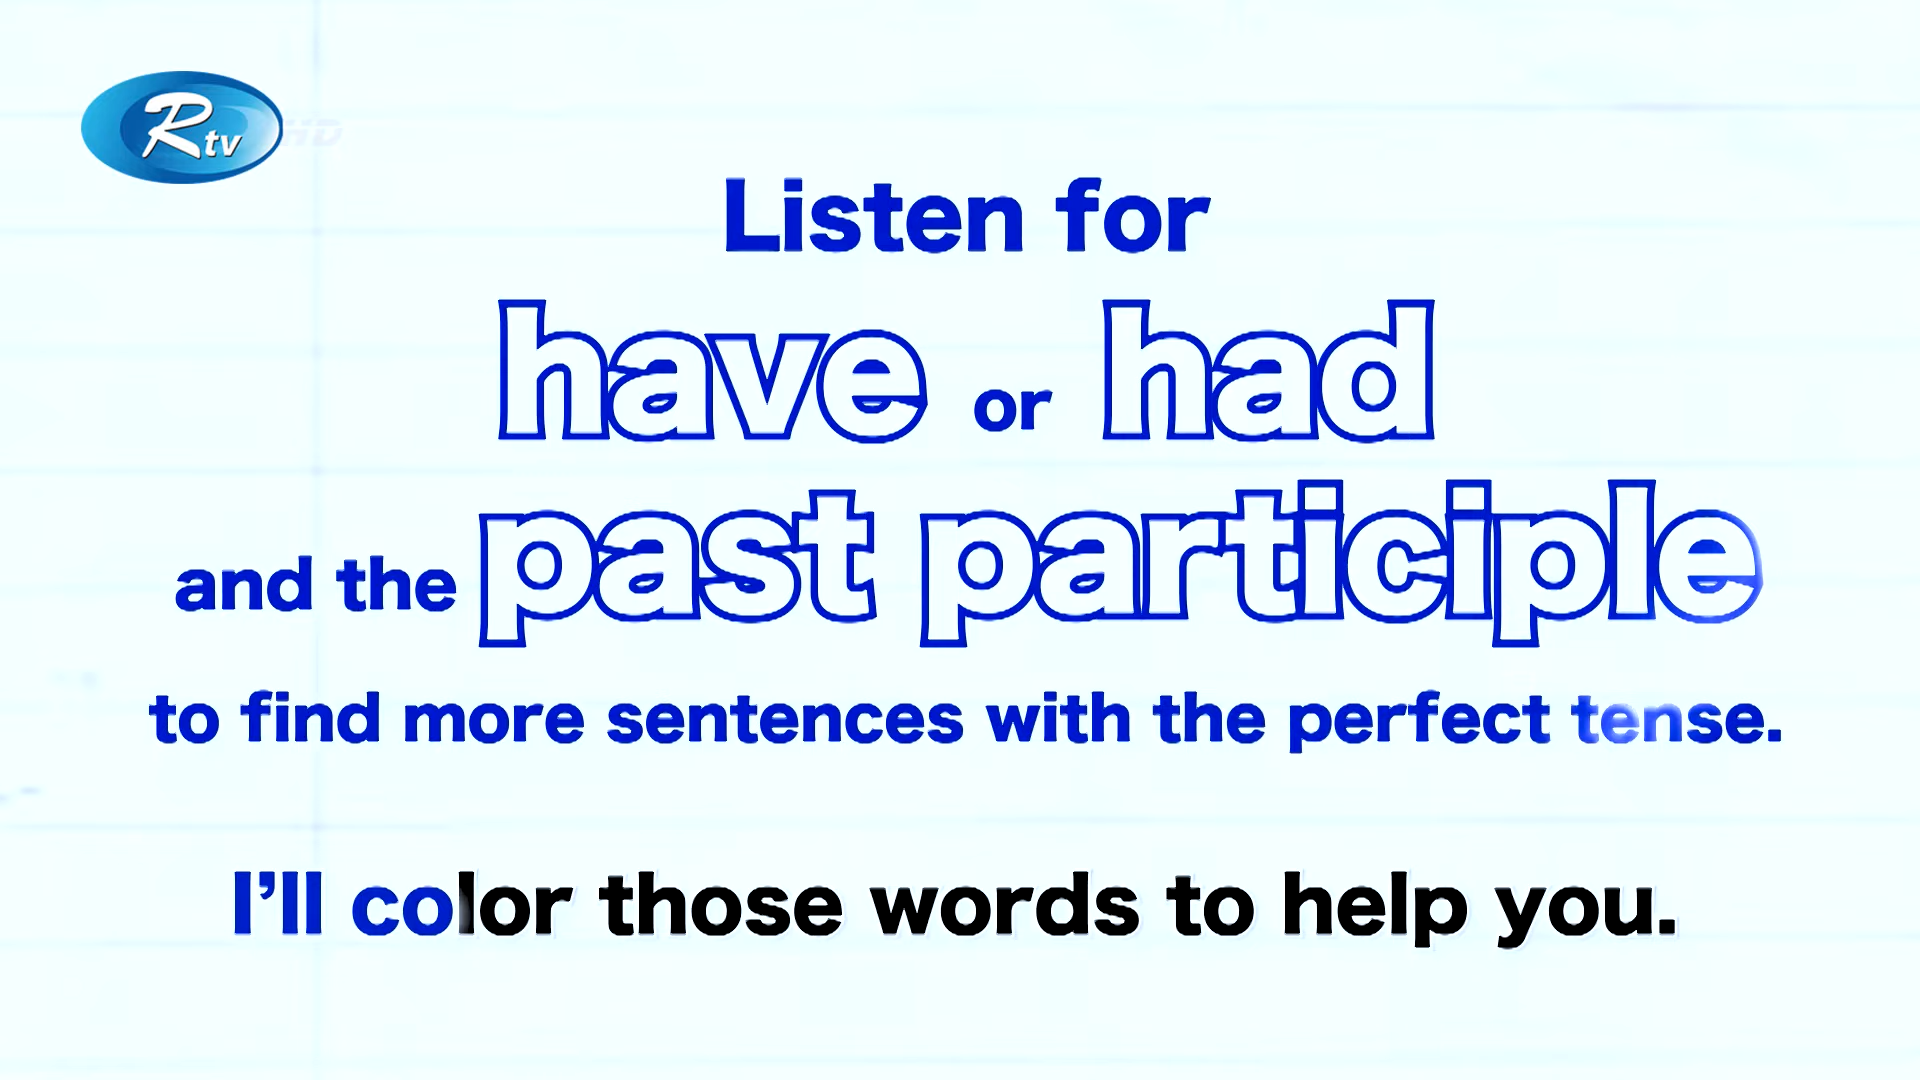 Rtv HD
Listen for
have or had
and the past participle
to find more sentences with the perfect tense.
I’ll color those words to help you.